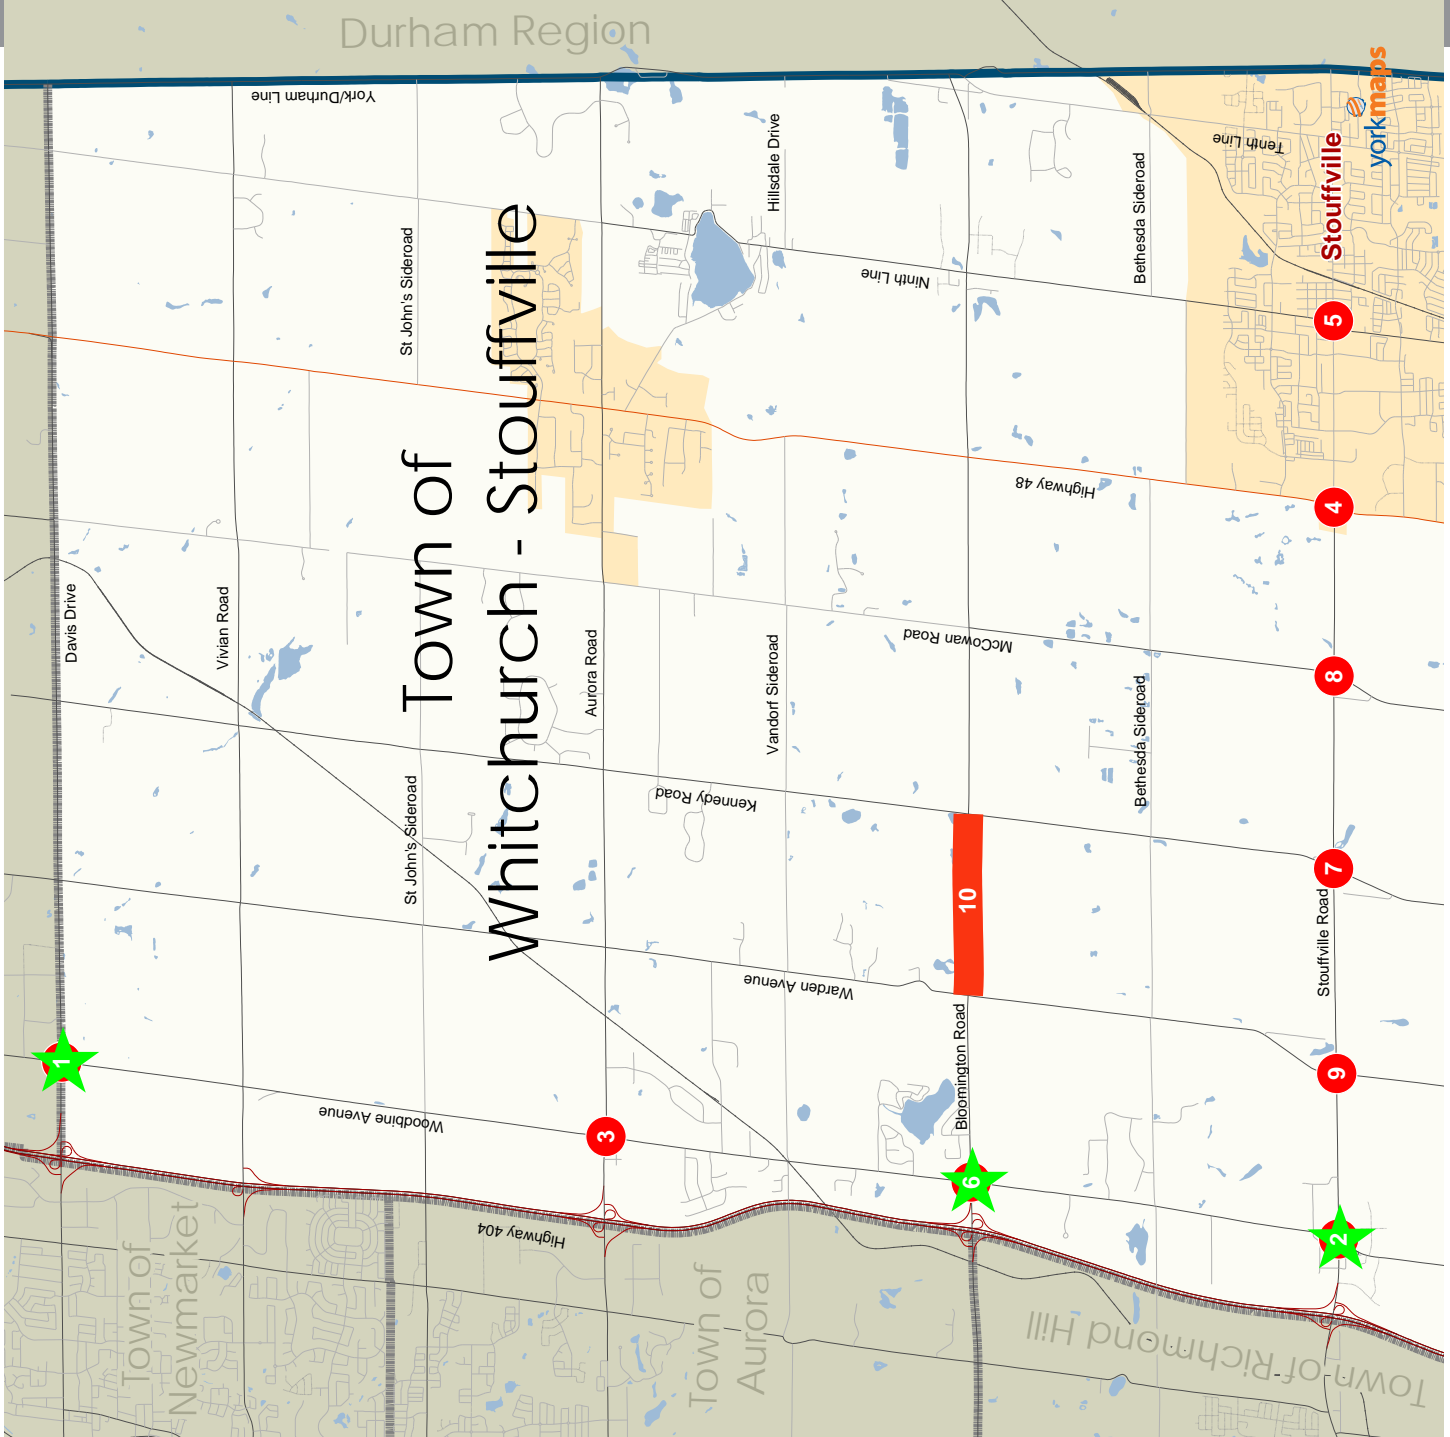 Durham Region
York/Durham Line
yorkmaps
Tenth Line
Stouffville
Hillsdale Drive
Bethesda Sideroad
St John's Sideroad
Ninth Line
5
Town of
Whitchurch - Stouffville
Highway 48
4
Davis Drive
Vivian Road
Aurora Road
Vandorf Sideroad
McCowan Road
8
Bethesda Sideroad
St John's Sideroad
Kennedy Road
7
10
Stouffville Road
Warden Avenue
Bloomington Road
1
9
Woodbine Avenue
3
6
2
Highway 404
Town of
Newmarket
Town of
Aurora
Town of Richmond Hill